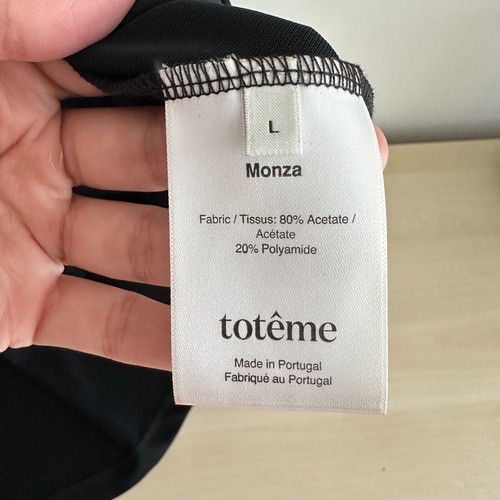 L
Monza
Fabric / Tissus: 80% Acetate /
Acétate
20% Polyamide
totême
Made in Portugal
Fabriqué au Portugal